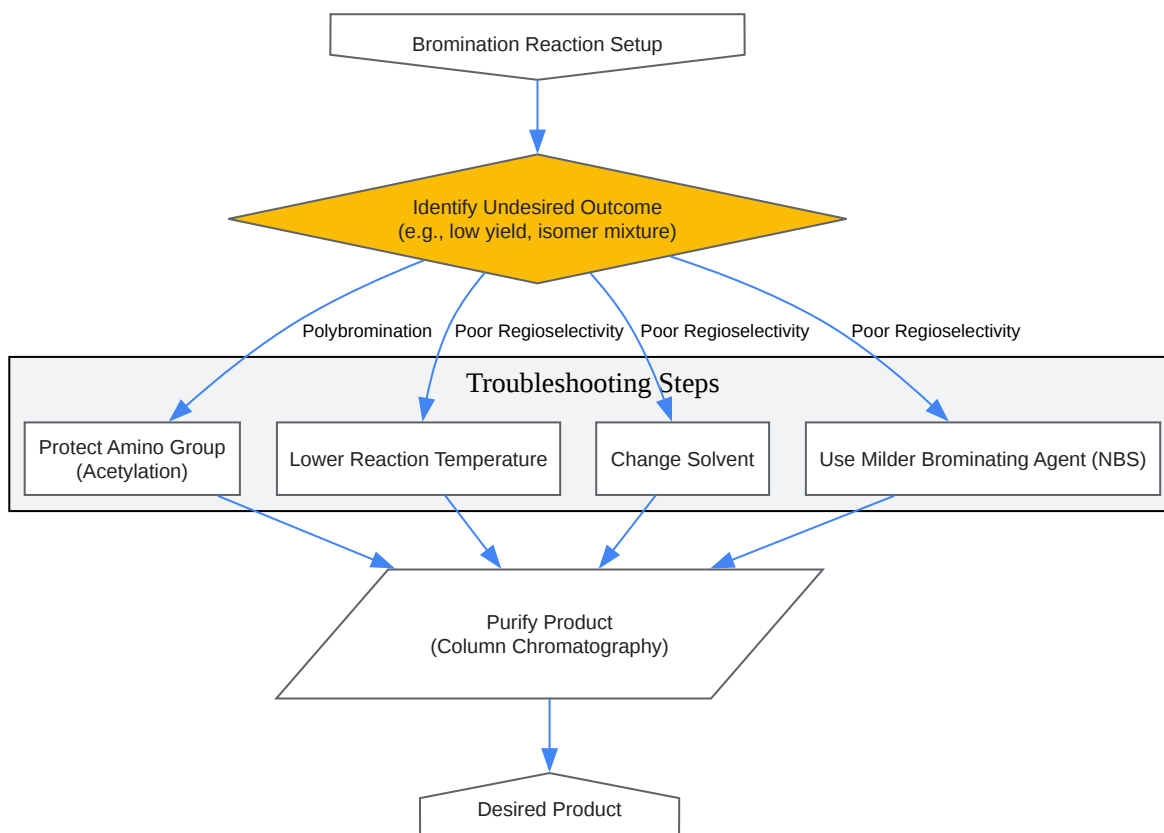 Bromination Reaction Setup
Identify Undesired Outcome
(e.g., low yield, isomer mixture)
Polybromination
Poor Regioselectivity
Poor Regioselectivity
Poor Regioselectivity
Troubleshooting Steps
Protect Amino Group
(Acetylation)
Lower Reaction Temperature
Change Solvent
Use Milder Brominating Agent (NBS)
Purify Product
(Column Chromatography)
Desired Product